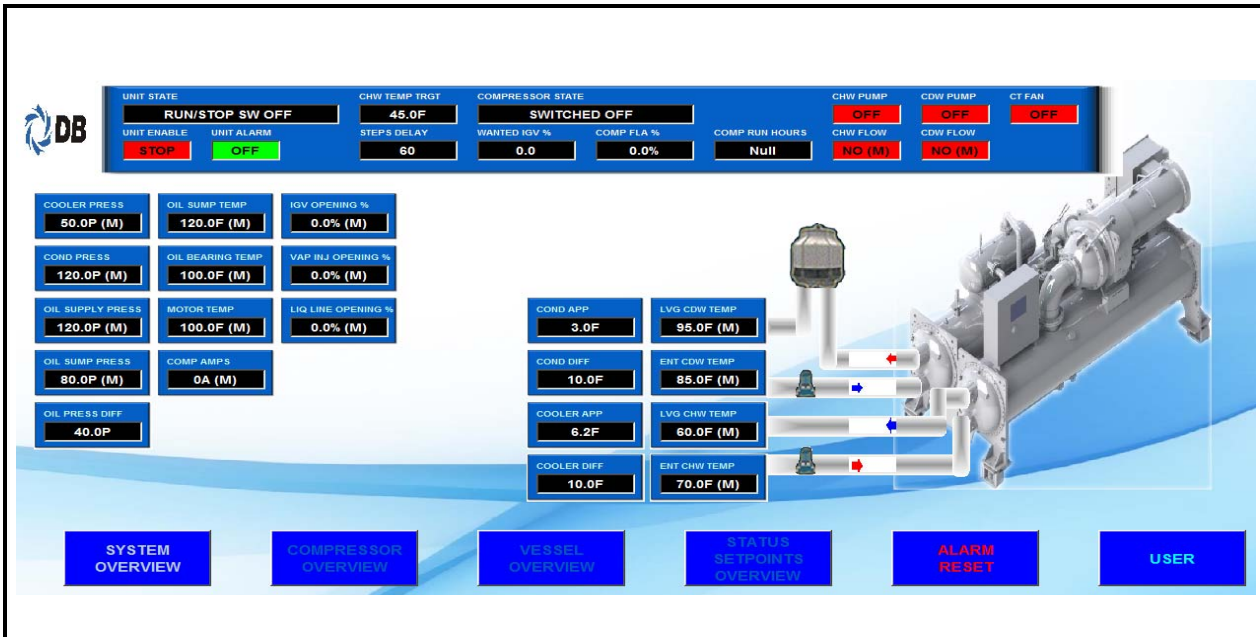 DB
UNIT STATE
RUN/STOP SW OFF
CHW TEMP TRGT
45.0F
COMPRESSOR STATE
SWITCHED OFF
CHW PUMP
OFF
CDW PUMP
OFF
CT FAN
OFF
UNIT ENABLE
STOP
UNIT ALARM
OFF
STEPS DELAY
60
WANTED IGV %
0.0
COMP FLA %
0.0%
COMP RUN HOURS
Null
CHW FLOW
NO (M)
CDW FLOW
NO (M)
COOLER PRESS
50.0P (M)
OIL SUMP TEMP
120.0F (M)
IGV OPENING %
0.0% (M)
COND PRESS
120.0P (M)
OIL BEARING TEMP
100.0F (M)
VAP INJ OPENING %
0.0% (M)
OIL SUPPLY PRESS
120.0P (M)
MOTOR TEMP
100.0F (M)
LIQ LINE OPENING %
0.0% (M)
OIL SUMP PRESS
80.0P (M)
COMP AMPS
0A (M)
OIL PRESS DIFF
40.0P
COND APP
3.0F
LVG CDW TEMP
95.0F (M)
COND DIFF
10.0F
ENT CDW TEMP
85.0F (M)
COOLER APP
6.2F
LVG CHW TEMP
60.0F (M)
COOLER DIFF
10.0F
ENT CHW TEMP
70.0F (M)
SYSTEM
OVERVIEW
COMPRESSOR
OVERVIEW
VESSEL
OVERVIEW
STATUS
SETPOINTS
OVERVIEW
ALARM
RESET
USER